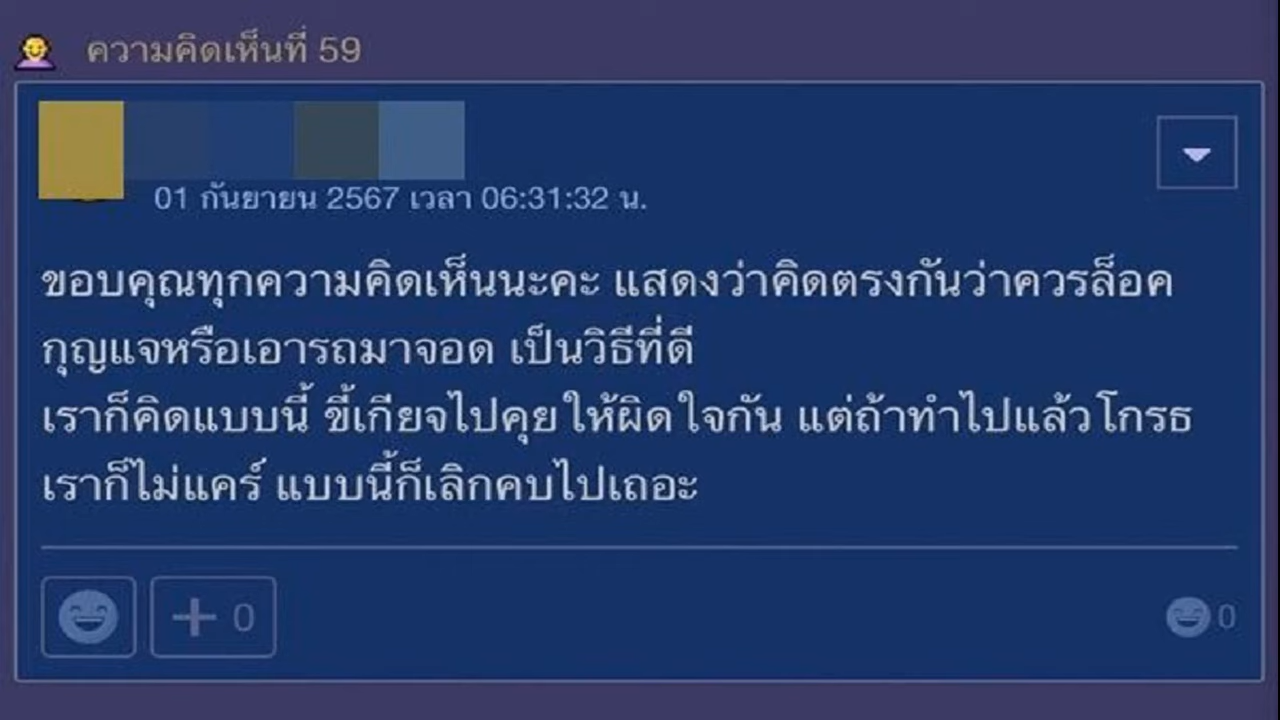 ความคิดเห็นที่ 59
01 กันยายน 2567 เวลา 06:31:32 น.
ขอบคุณทุกความคิดเห็นนะคะ แสดงว่าคิดตรงกันว่าควรล็อค
กุญแจหรือเอารถมาจอด เป็นวิธีที่ดี
เราก็คิดแบบนี้ ขี้เกียจไปคุยให้ผิดใจกัน แต่ถ้าทำไปแล้วโกรธ
เราก็ไม่แคร์ แบบนี้ก็เลิกคบไปเถอะ
+ 0 0